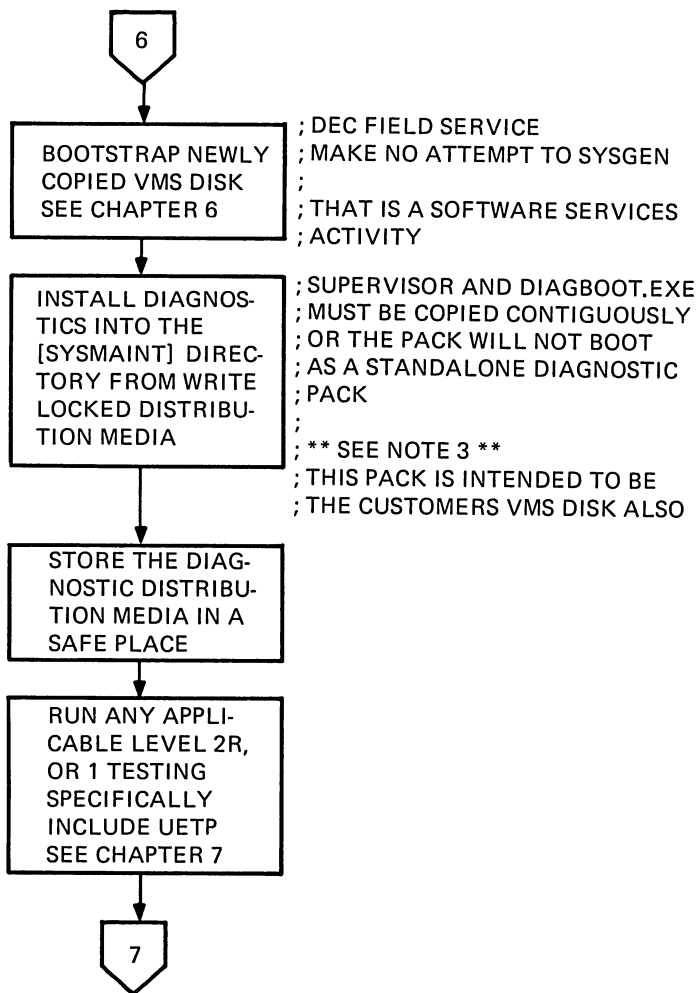 6
BOOTSTRAP NEWLY
COPIED VMS DISK
SEE CHAPTER 6
; DEC FIELD SERVICE
; MAKE NO ATTEMPT TO SYSGEN
;
; THAT IS A SOFTWARE SERVICES
; ACTIVITY
INSTALL DIAGNOS-
TICS INTO THE
[SYSMAINT] DIREC-
TORY FROM WRITE
LOCKED DISTRIBU-
TION MEDIA
; SUPERVISOR AND DIAGBOOT.EXE
; MUST BE COPIED CONTIGUOUSLY
; OR THE PACK WILL NOT BOOT
; AS A STANDALONE DIAGNOSTIC
; PACK
;
; ** SEE NOTE 3 **
; THIS PACK IS INTENDED TO BE
; THE CUSTOMERS VMS DISK ALSO
STORE THE DIAG-
NOSTIC DISTRIBU-
TION MEDIA IN A
SAFE PLACE
RUN ANY APPLI-
CABLE LEVEL 2R,
OR 1 TESTING
SPECIFICALLY
INCLUDE UETP
SEE CHAPTER 7
7